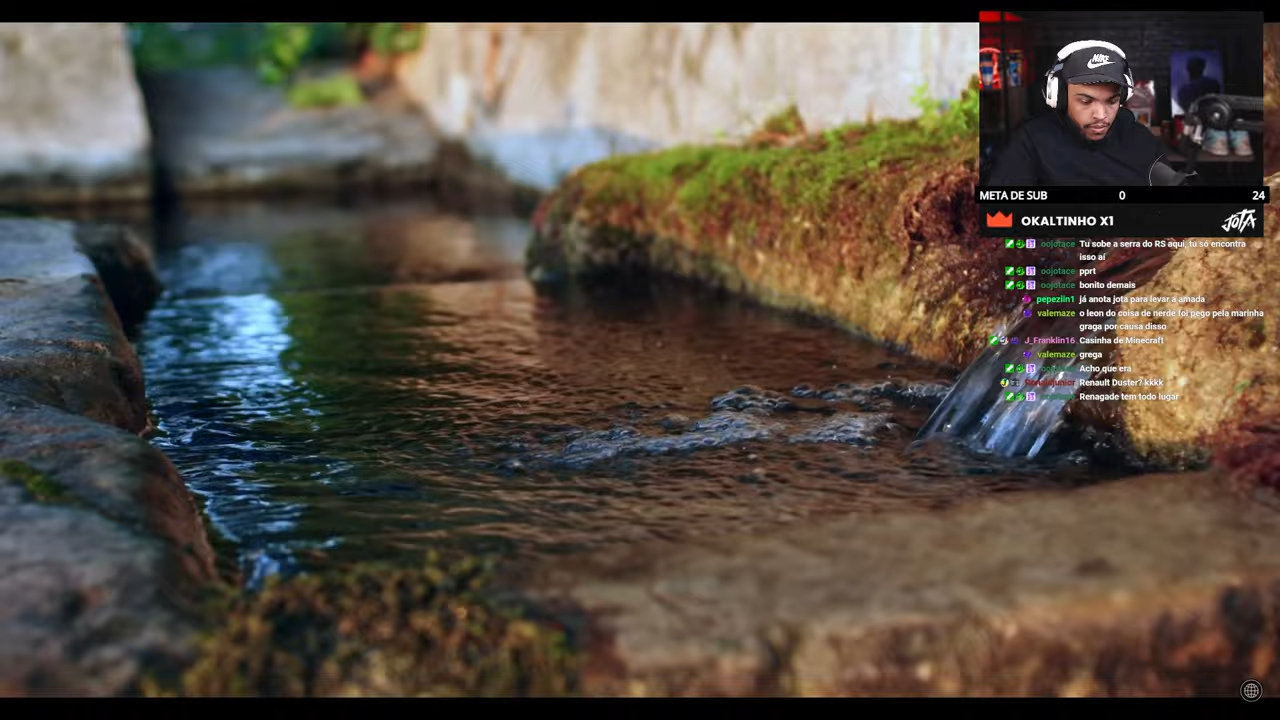 NIKE
META DE SUB 0 24
OKALTINHO X1
JOTA
oojotace Tu sobe a serra do RS aqui, tu só encontra
isso aí
oojotace pprt
oojotace bonito demais
pepeziin1 já anota jota para levar a amada
valemaze o leon do coisa de nerde foi pego pela marinha
graga por causa disso
J_Franklin16 Casinha de Minecraft
valemaze grega
oojotace Acho que era
Renault Duster? kkkk
oojotace Renagade tem todo lugar